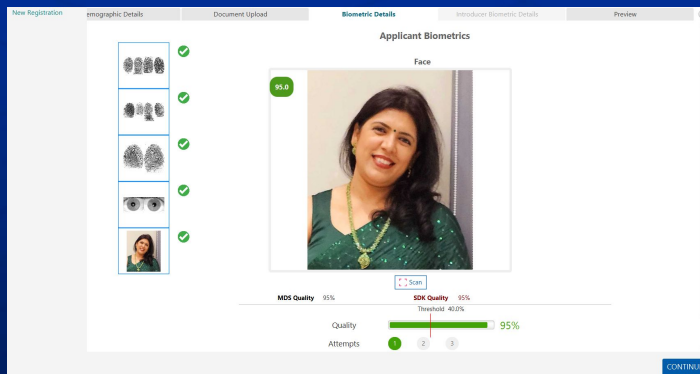 New Registration
emographic Details
Document Upload
Biometric Details
Introducer Biometric Details
Preview
Applicant Biometrics
Face
95.0
Scan
MDS Quality 95% SDK Quality 95%
Threshold 40.0%
Quality 95%
Attempts 1 2 3
CONTINU